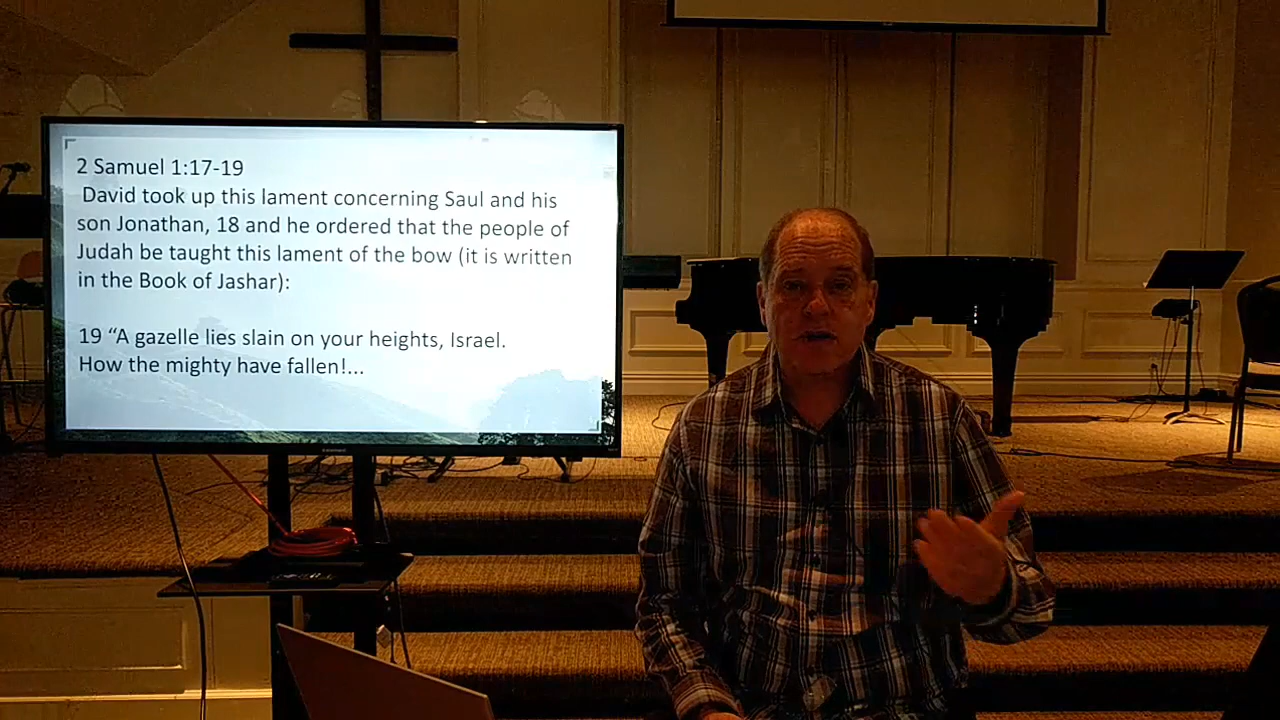 2 Samuel 1:17-19
David took up this lament concerning Saul and his
son Jonathan, 18 and he ordered that the people of
Judah be taught this lament of the bow (it is written
in the Book of Jashar):
19 “A gazelle lies slain on your heights, Israel.
How the mighty have fallen!...